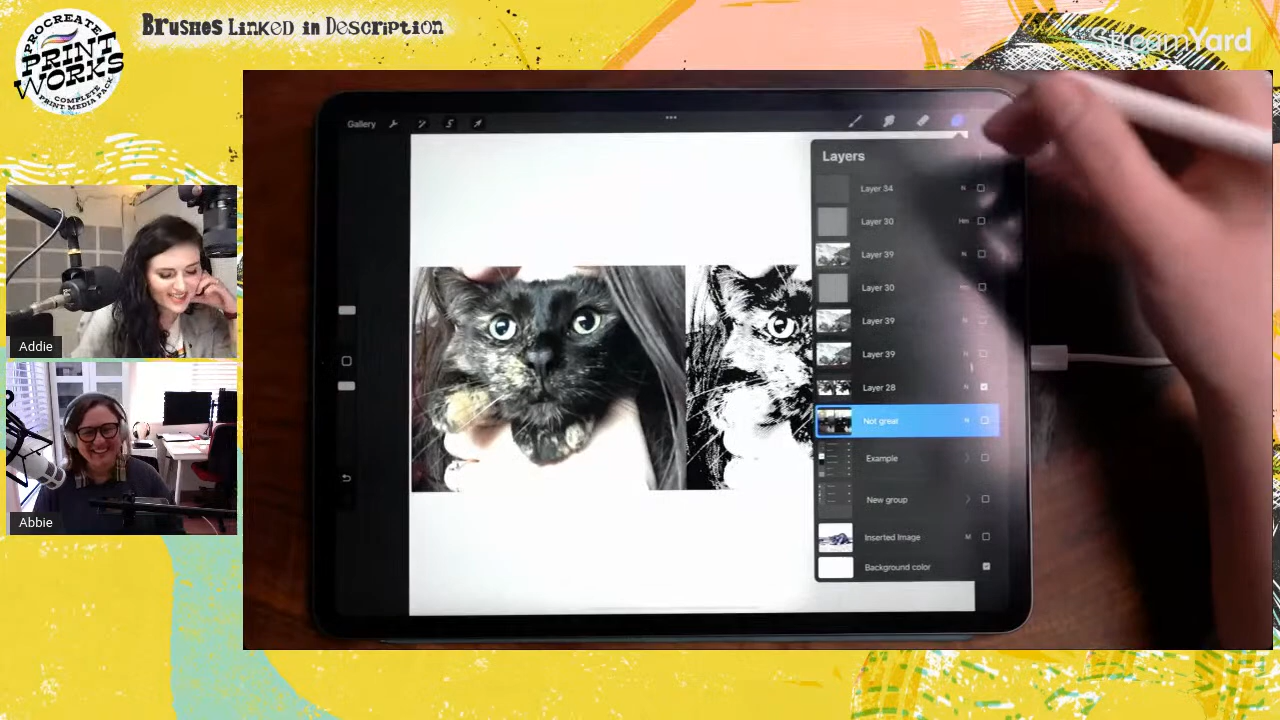 Brushes Linked in Description
StreamYard
PROCREATE
PRINT
WORKS
COMPLETE
PRINT MEDIA PACK
Gallery
Layers
Layer 34
N
Layer 30
Hm
Layer 39
N
Layer 30
Layer 39
Layer 39
N
Layer 28
N
Not great
N
Example
New group
Inserted Image
M
Background color
Addie
Abbie